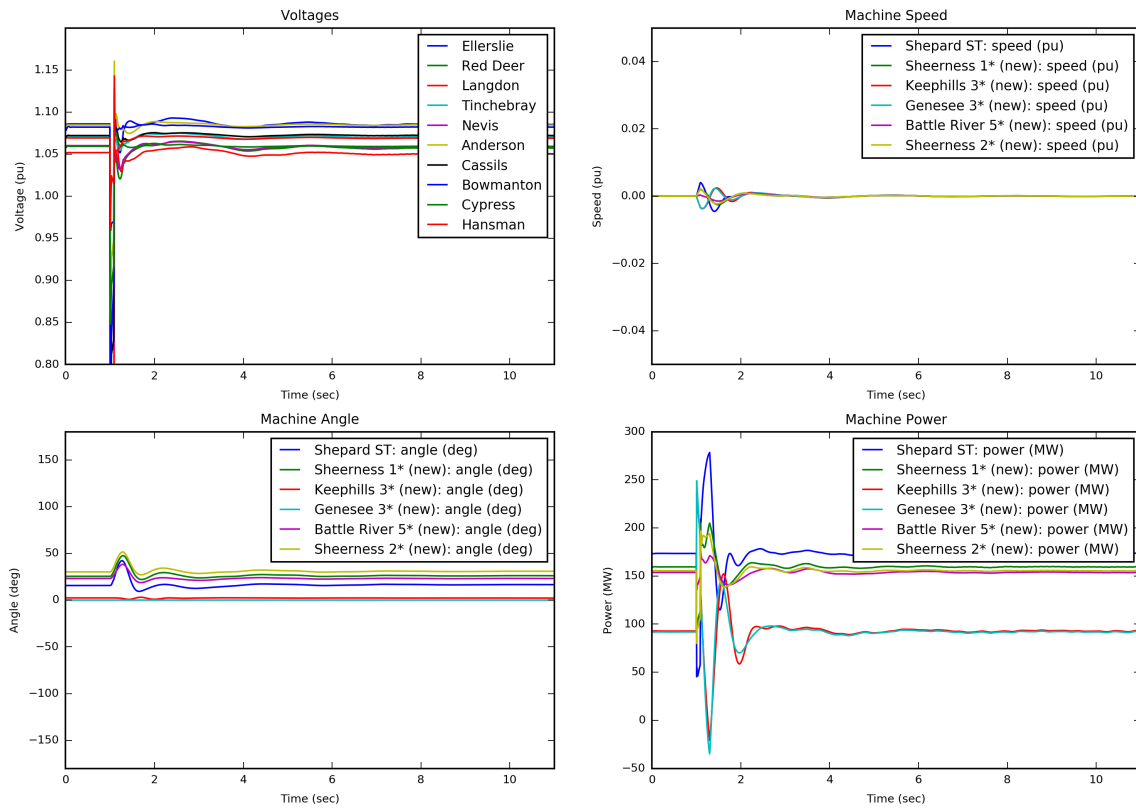 Voltages
1.15
1.10
1.05
1.00
0.95
0.90
0.85
0.80
Voltage (pu)
Ellerslie
Red Deer
Langdon
Tinchebray
Nevis
Anderson
Cassils
Bowmanton
Cypress
Hansman
0 2 4 6 8 10
Time (sec)
Machine Speed
0.04
0.02
0.00
−0.02
−0.04
Speed (pu)
Shepard ST: speed (pu)
Sheerness 1* (new): speed (pu)
Keephills 3* (new): speed (pu)
Genesee 3* (new): speed (pu)
Battle River 5* (new): speed (pu)
Sheerness 2* (new): speed (pu)
0 2 4 6 8 10
Time (sec)
Machine Angle
150
100
50
0
−50
−100
−150
Angle (deg)
Shepard ST: angle (deg)
Sheerness 1* (new): angle (deg)
Keephills 3* (new): angle (deg)
Genesee 3* (new): angle (deg)
Battle River 5* (new): angle (deg)
Sheerness 2* (new): angle (deg)
0 2 4 6 8 10
Time (sec)
Machine Power
300
250
200
150
100
50
0
−50
Power (MW)
Shepard ST: power (MW)
Sheerness 1* (new): power (MW)
Keephills 3* (new): power (MW)
Genesee 3* (new): power (MW)
Battle River 5* (new): power (MW)
Sheerness 2* (new): power (MW)
0 2 4 6 8 10
Time (sec)